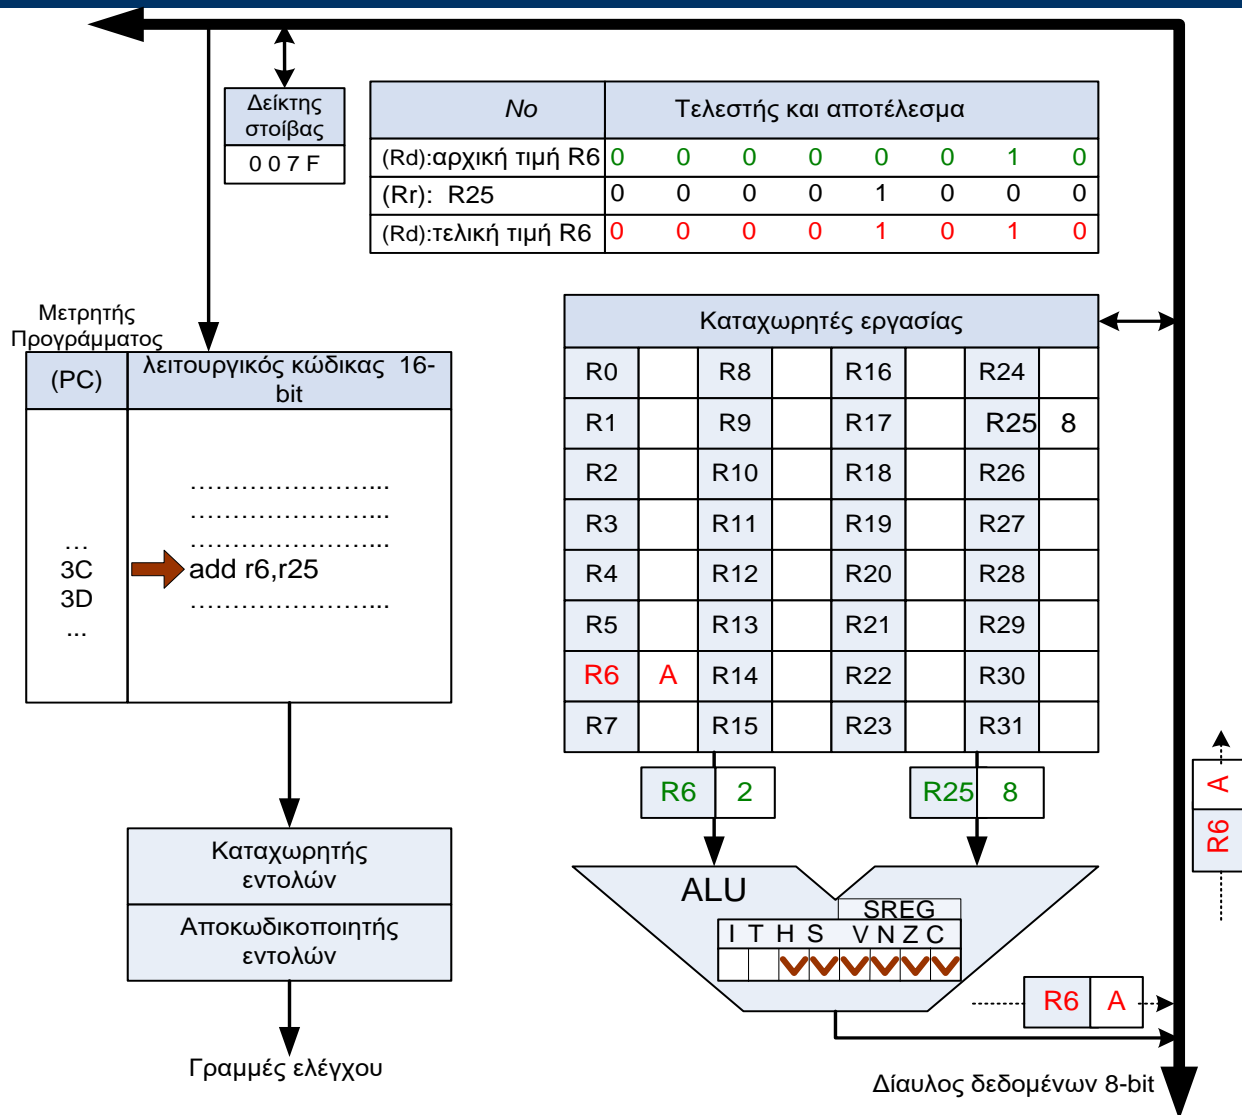 Δείκτης
στοίβας
0 0 7 F
No Τελεστής και αποτέλεσμα
(Rd):αρχική τιμή R6 0 0 0 0 0 0 1 0
(Rr): R25 0 0 0 0 1 0 0 0
(Rd):τελική τιμή R6 0 0 0 0 1 0 1 0
Μετρητής
Προγράμματος
(PC) λειτουργικός κώδικας 16-
bit
........................
........................
... ........................
3C add r6,r25
3D ........................
...
Καταχωρητές εργασίας
R0 R8 R16 R24
R1 R9 R17 R25 8
R2 R10 R18 R26
R3 R11 R19 R27
R4 R12 R20 R28
R5 R13 R21 R29
R6 A R14 R22 R30
R7 R15 R23 R31
R6 2 R25 8
R6 A
Καταχωρητής
εντολών
Αποκωδικοποιητής
εντολών
Γραμμές ελέγχου
ALU
SREG
I T H S V N Z C
R6 A
Δίαυλος δεδομένων 8-bit